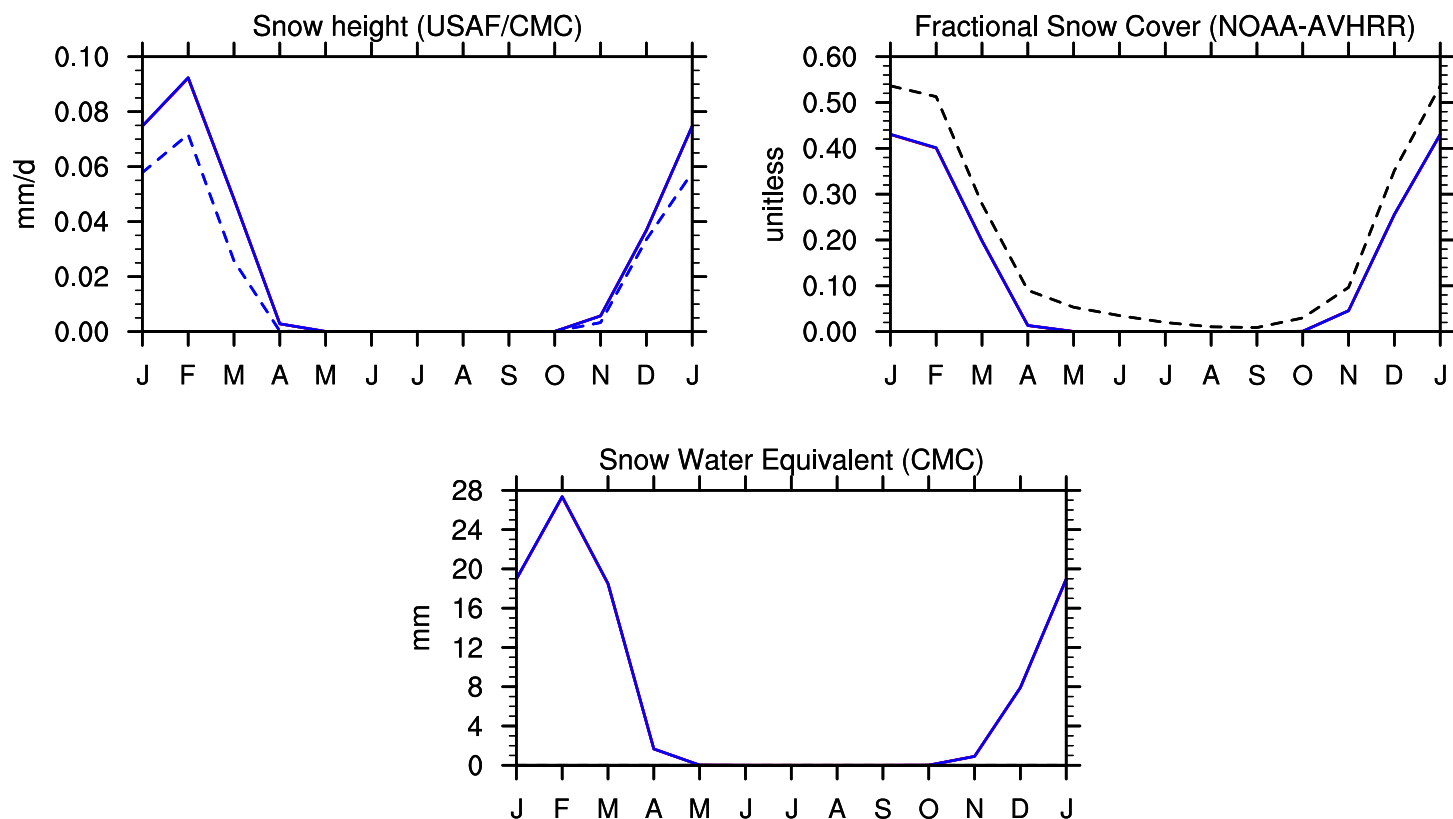 Snow height (USAF/CMC)
0.10
0.08
0.06
0.04
0.02
0.00
mm/d
J F M A M J J A S O N D J
Fractional Snow Cover (NOAA-AVHRR)
0.60
0.50
0.40
0.30
0.20
0.10
0.00
unitless
J F M A M J J A S O N D J
Snow Water Equivalent (CMC)
28
24
20
16
12
8
4
0
mm
J F M A M J J A S O N D J